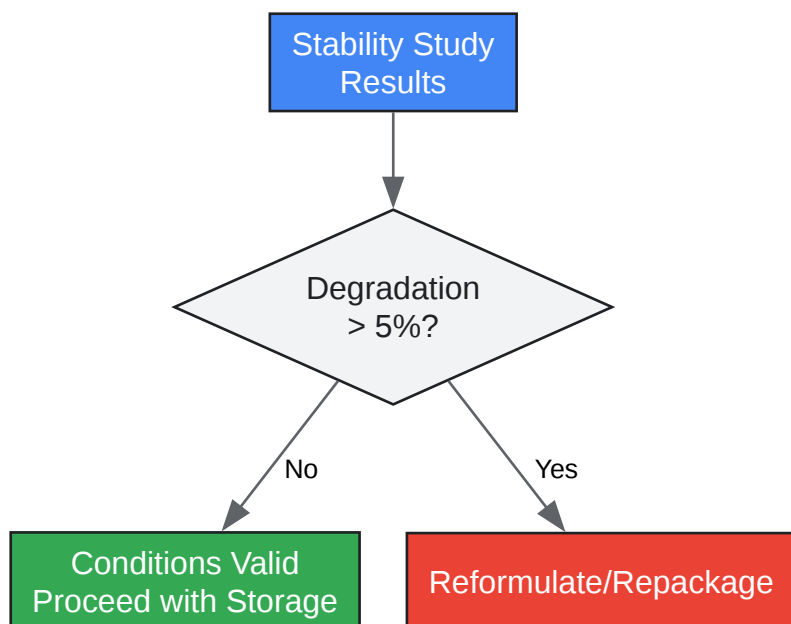 Stability Study
Results
Degradation
> 5%?
No
Yes
Conditions Valid
Proceed with Storage
Reformulate/Repackage